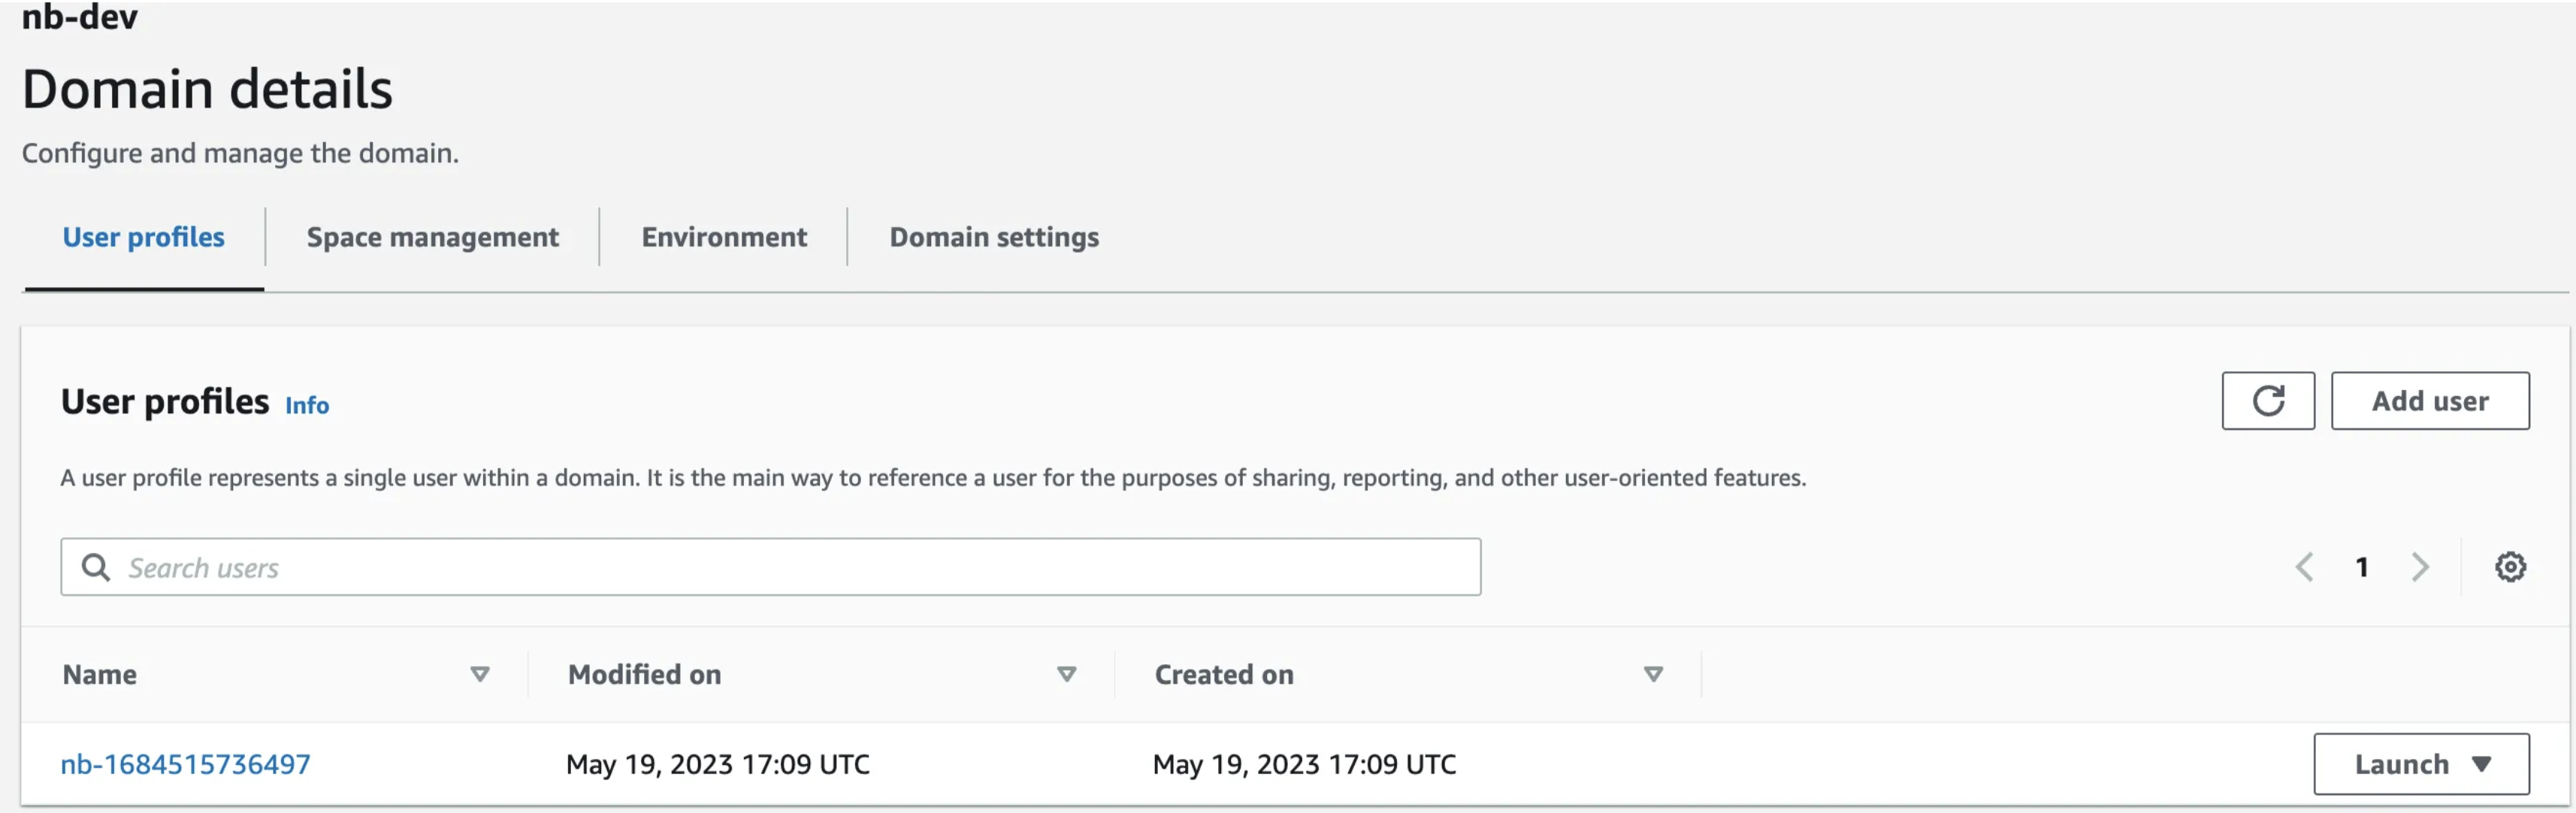 nb-dev
Domain details
Configure and manage the domain.
User profiles Space management Environment Domain settings
User profiles Info Add user
A user profile represents a single user within a domain. It is the main way to reference a user for the purposes of sharing, reporting, and other user-oriented features.
Search users 1
Name Modified on Created on
nb-1684515736497 May 19, 2023 17:09 UTC May 19, 2023 17:09 UTC Launch